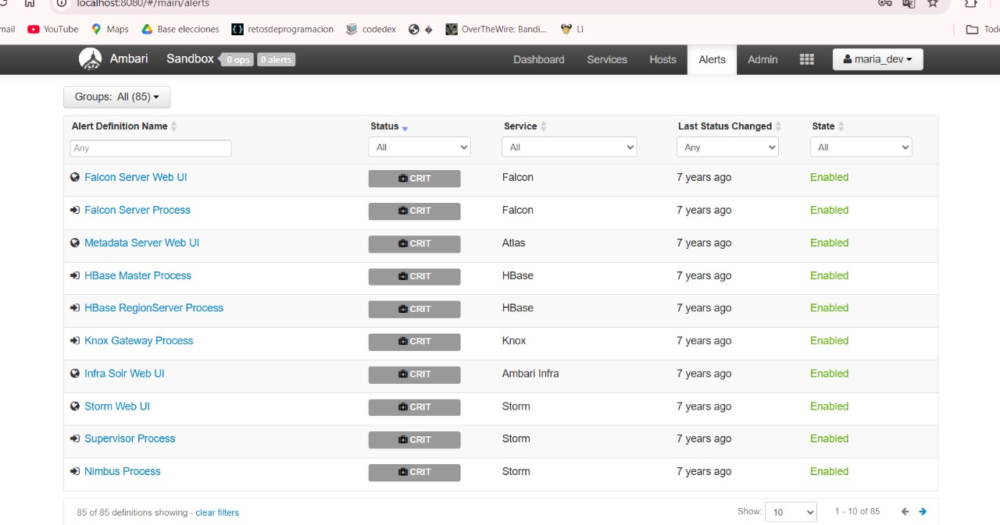 localhost:8080/#/main/alerts
mail YouTube Maps Base elecciones retosdeprogramacion codedex � OverTheWire: Bandi... LI Todo
Ambari Sandbox 0 ops 0 alerts Dashboard Services Hosts Alerts Admin maria_dev
Groups: All (85)
Alert Definition Name Status Service Last Status Changed State
Any All All Any All
Falcon Server Web UI CRIT Falcon 7 years ago Enabled
Falcon Server Process CRIT Falcon 7 years ago Enabled
Metadata Server Web UI CRIT Atlas 7 years ago Enabled
HBase Master Process CRIT HBase 7 years ago Enabled
HBase RegionServer Process CRIT HBase 7 years ago Enabled
Knox Gateway Process CRIT Knox 7 years ago Enabled
Infra Solr Web UI CRIT Ambari Infra 7 years ago Enabled
Storm Web UI CRIT Storm 7 years ago Enabled
Supervisor Process CRIT Storm 7 years ago Enabled
Nimbus Process CRIT Storm 7 years ago Enabled
85 of 85 definitions showing - clear filters Show: 10 1 - 10 of 85